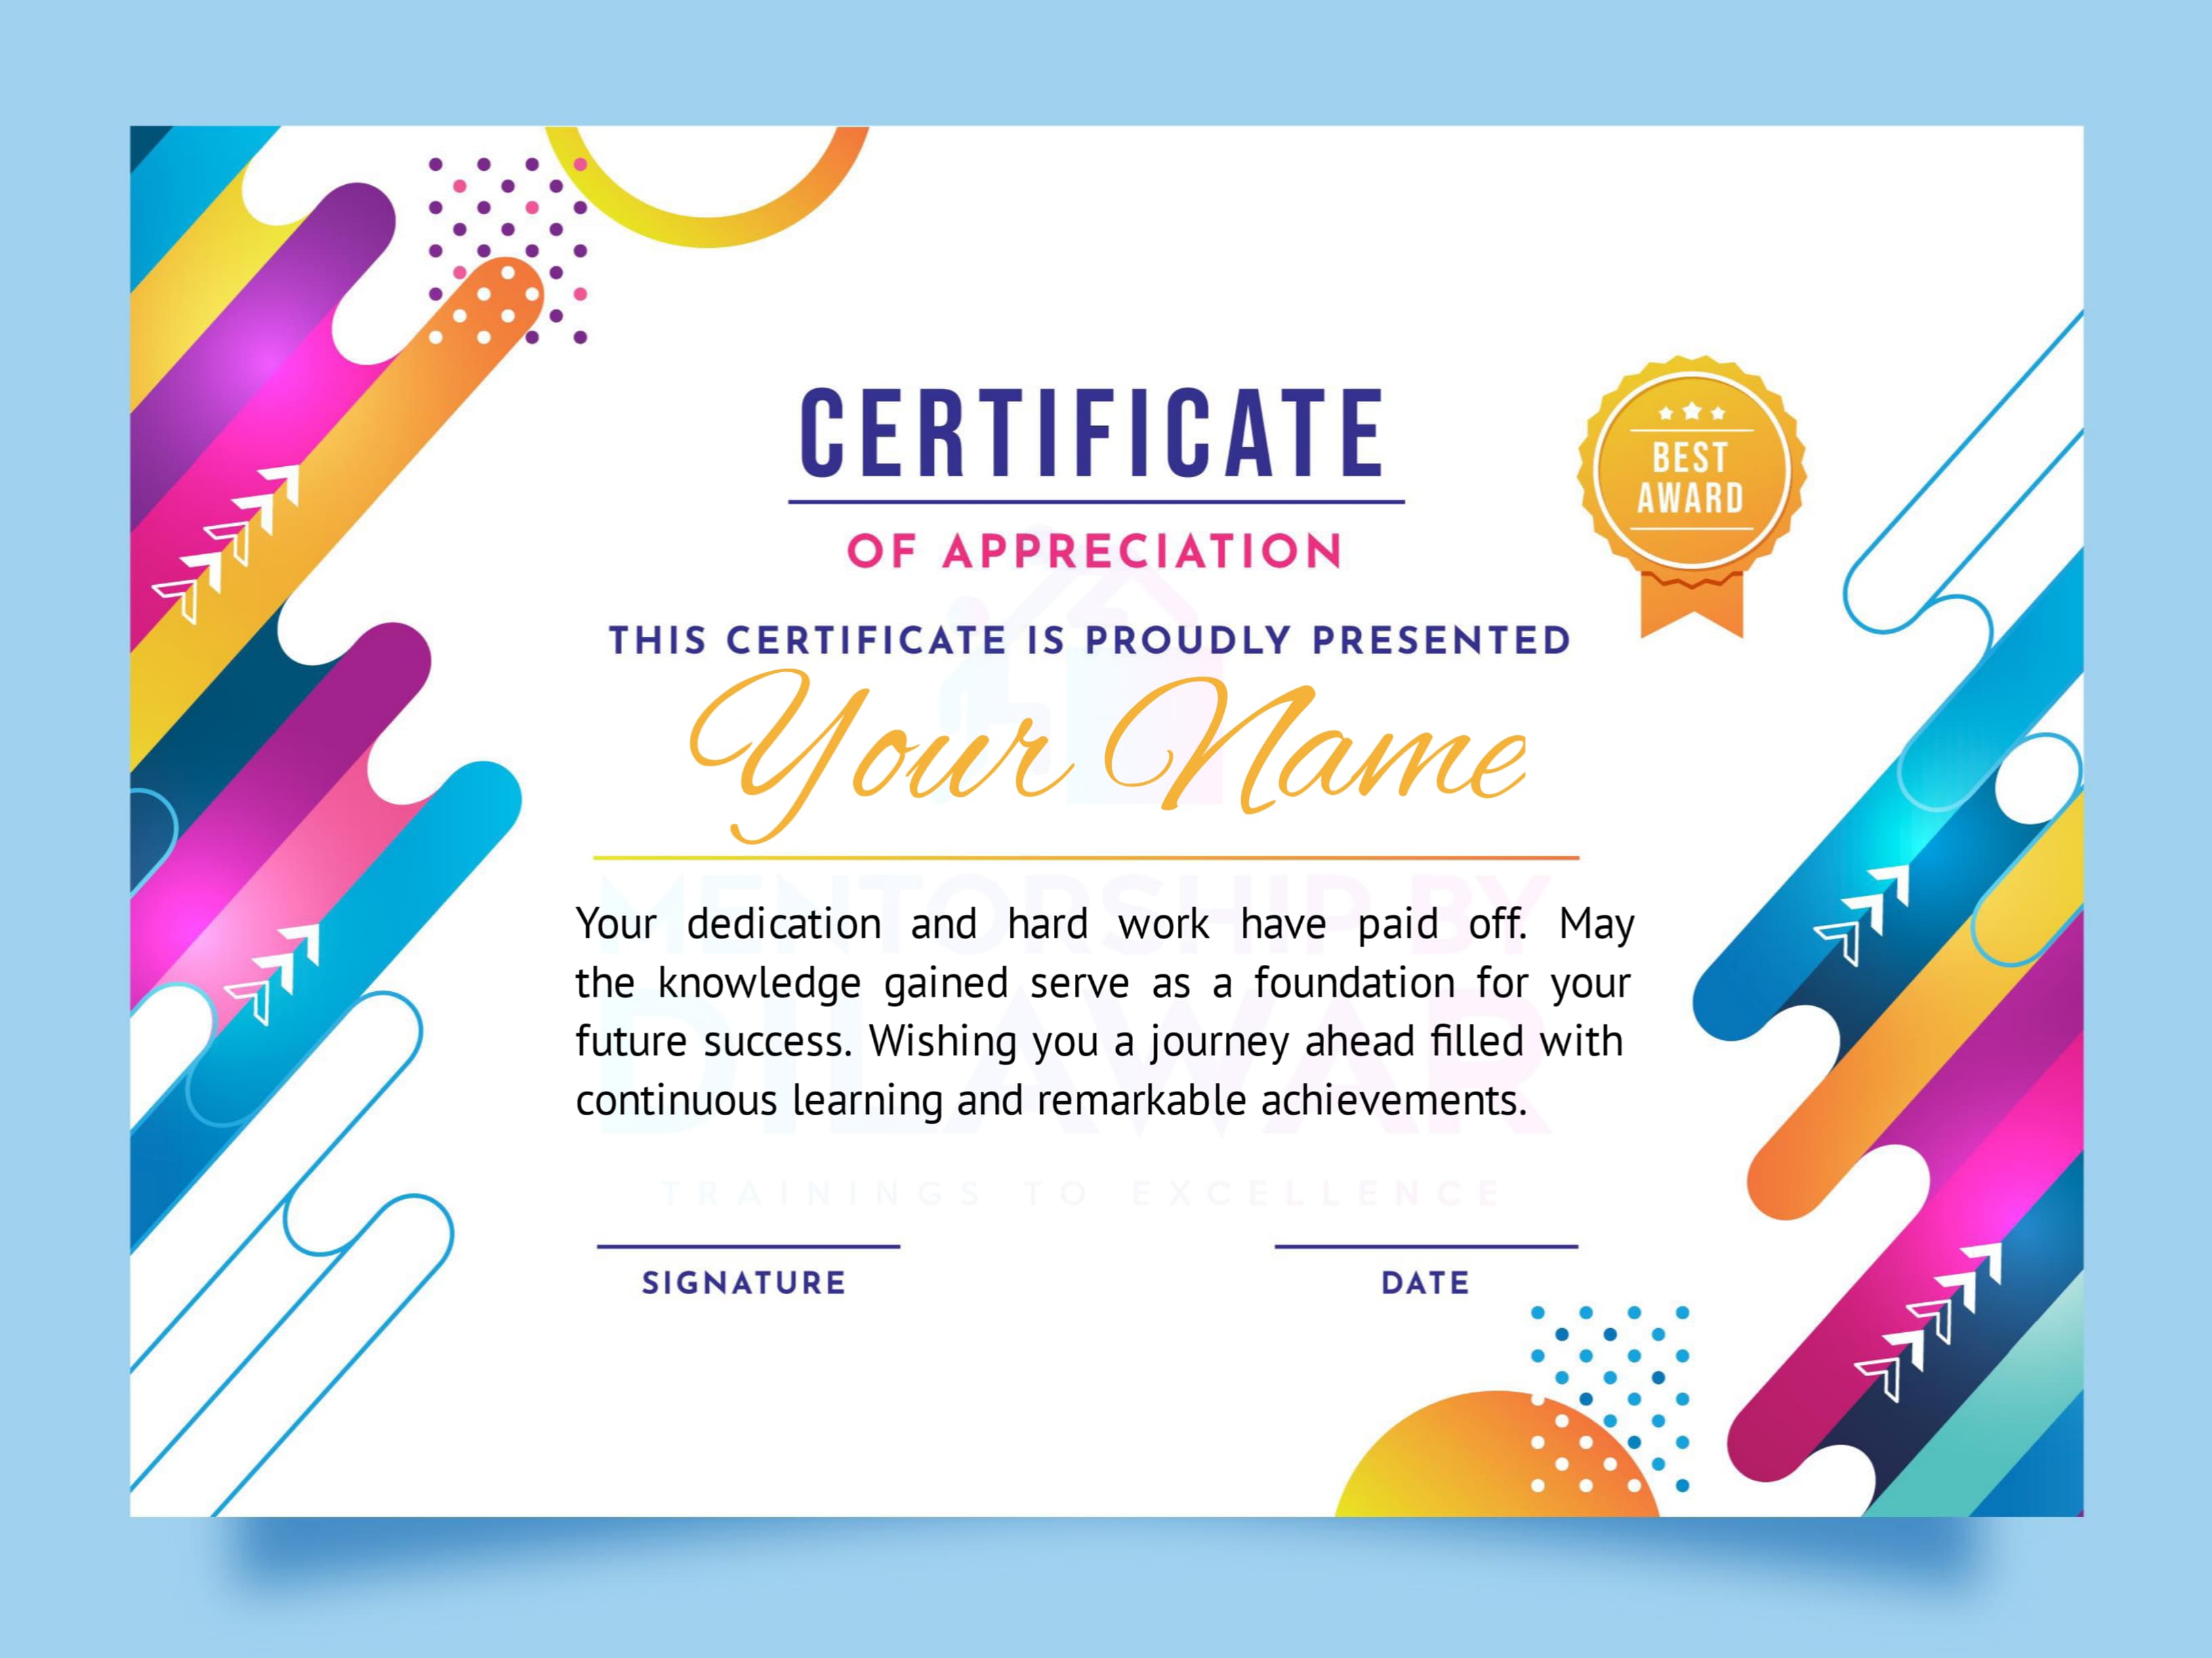 CERTIFICATE
OF APPRECIATION
BEST
AWARD
THIS CERTIFICATE IS PROUDLY PRESENTED
Your Name
MENTORSHIP BY
Your dedication and hard work have paid off. May
the knowledge gained serve as a foundation for your
DILAWAR
future success. Wishing you a journey ahead filled with
continuous learning and remarkable achievements.
TRAININGS TO EXCELLENCE
SIGNATURE
DATE